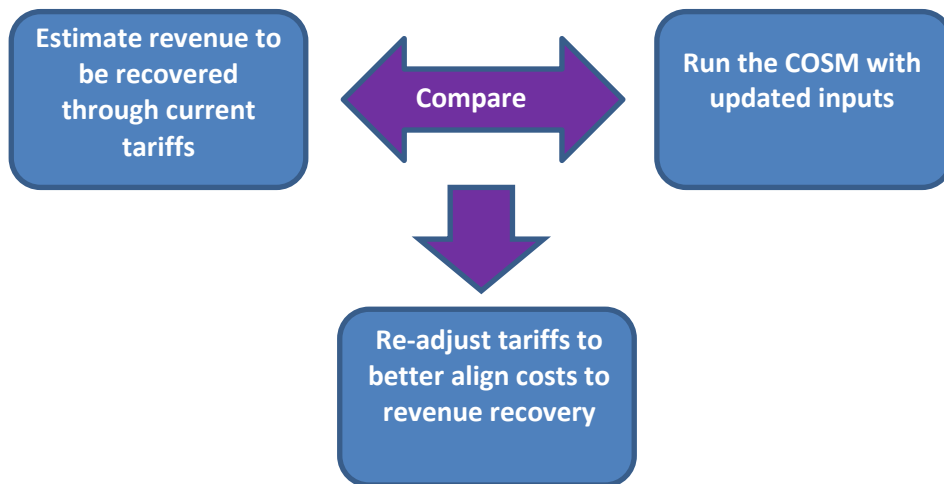 Estimate revenue to
be recovered
through current
tariffs
Compare
Run the COSM with
updated inputs
Re-adjust tariffs to
better align costs to
revenue recovery